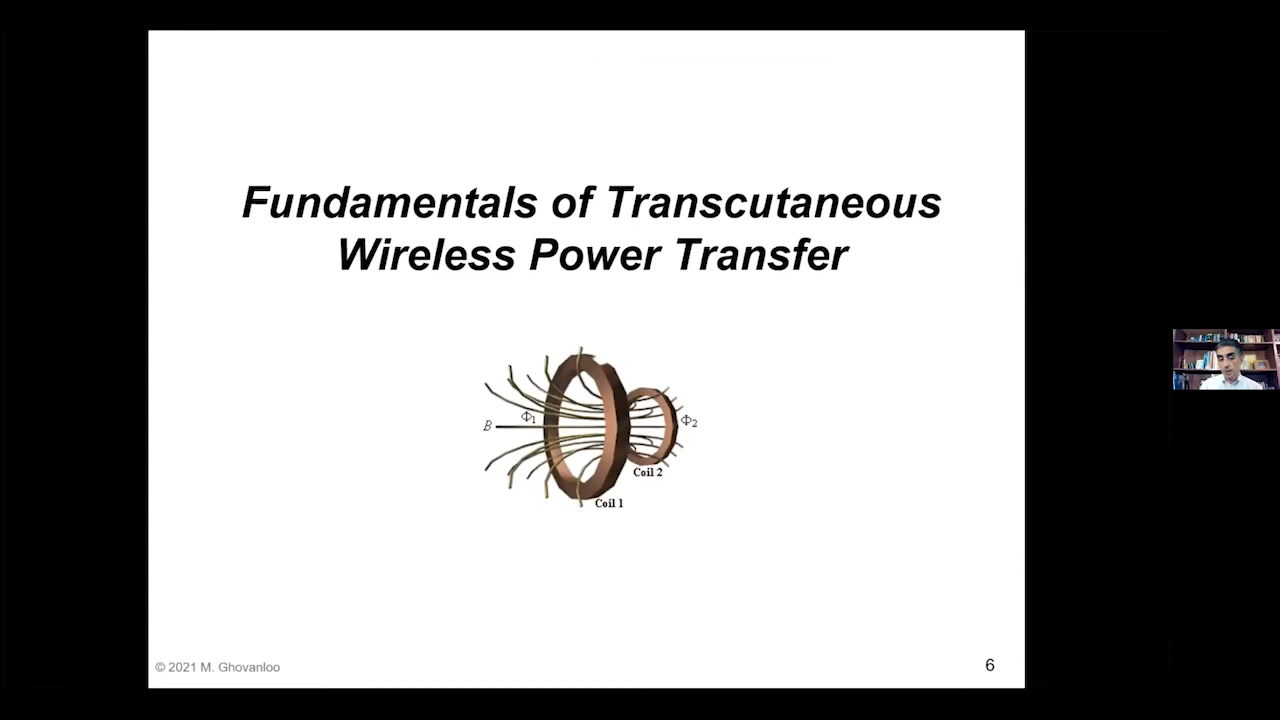 Fundamentals of Transcutaneous
Wireless Power Transfer
B
Φ1
Φ2
Coil 2
Coil 1
© 2021 M. Ghovanloo
6